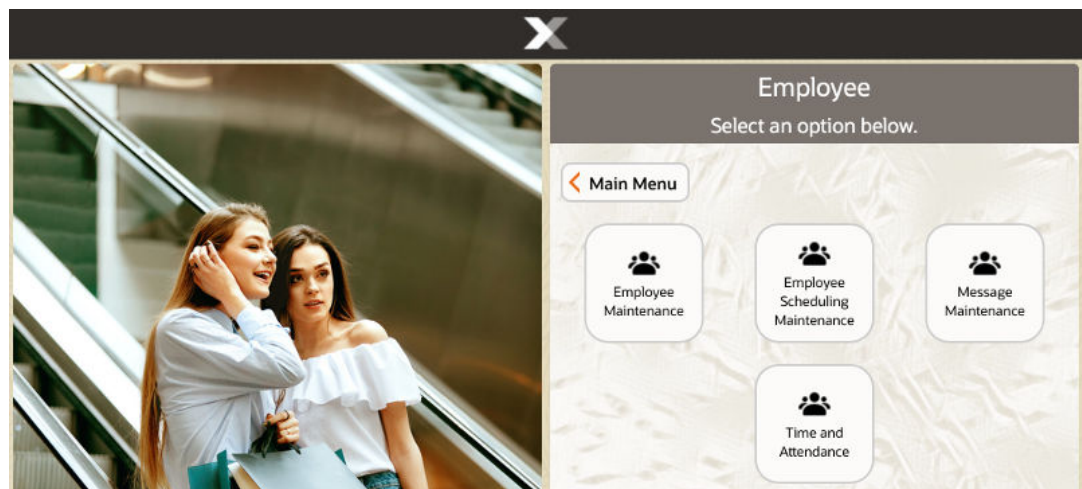 Employee
Select an option below.
Main Menu
Employee
Maintenance
Employee
Scheduling
Maintenance
Message
Maintenance
Time and
Attendance